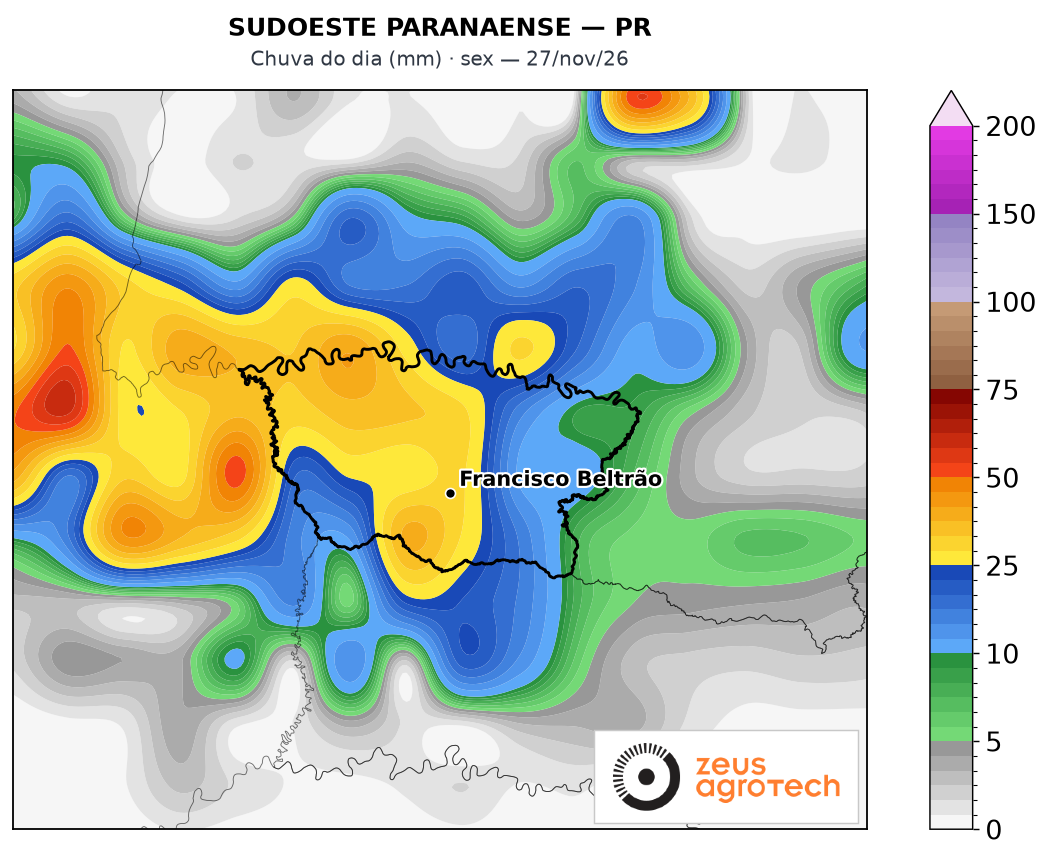 SUDOESTE PARANAENSE — PR
Chuva do dia (mm) · sex — 27/nov/26
200
150
100
75
50
25
10
5
0
Francisco Beltrão
zeus
agrotech